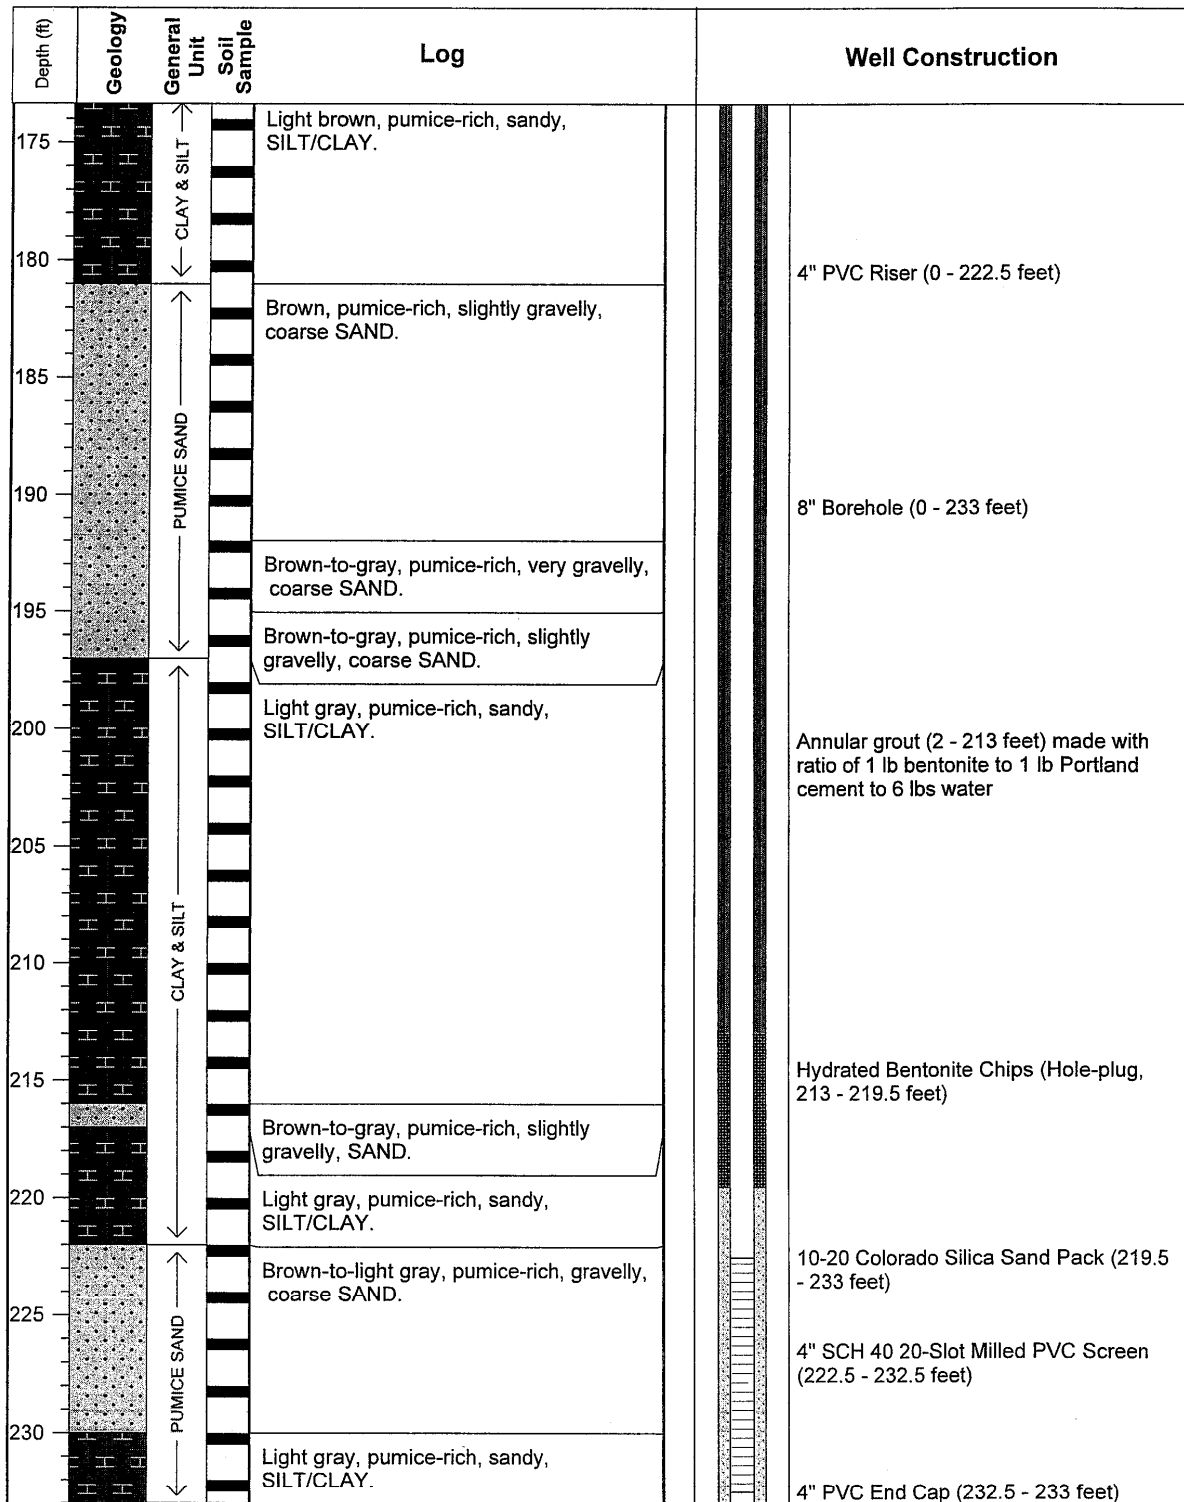 Depth (ft)
Geology
General
Unit
Soil
Sample
Log
Well Construction
175
180
185
190
195
200
205
210
215
220
225
230
CLAY & SILT
PUMICE SAND
CLAY & SILT
PUMICE SAND
Light brown, pumice-rich, sandy,
SILT/CLAY.
Brown, pumice-rich, slightly gravelly,
coarse SAND.
Brown-to-gray, pumice-rich, very gravelly,
coarse SAND.
Brown-to-gray, pumice-rich, slightly
gravelly, coarse SAND.
Light gray, pumice-rich, sandy,
SILT/CLAY.
Brown-to-gray, pumice-rich, slightly
gravelly, SAND.
Light gray, pumice-rich, sandy,
SILT/CLAY.
Brown-to-light gray, pumice-rich, gravelly,
coarse SAND.
Light gray, pumice-rich, sandy,
SILT/CLAY.
4" PVC Riser (0 - 222.5 feet)
8" Borehole (0 - 233 feet)
Annular grout (2 - 213 feet) made with
ratio of 1 lb bentonite to 1 lb Portland
cement to 6 lbs water
Hydrated Bentonite Chips (Hole-plug,
213 - 219.5 feet)
10-20 Colorado Silica Sand Pack (219.5
- 233 feet)
4" SCH 40 20-Slot Milled PVC Screen
(222.5 - 232.5 feet)
4" PVC End Cap (232.5 - 233 feet)